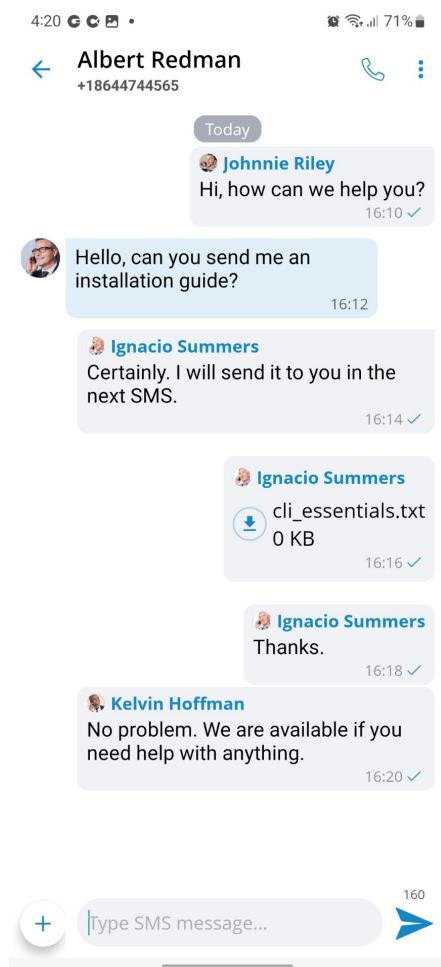 4:20
71%
Albert Redman
+18644744565
Today
Johnnie Riley
Hi, how can we help you?
16:10
Hello, can you send me an
installation guide?
16:12
Ignacio Summers
Certainly. I will send it to you in the
next SMS.
16:14
Ignacio Summers
cli_essentials.txt
0 KB
16:16
Ignacio Summers
Thanks.
16:18
Kelvin Hoffman
No problem. We are available if you
need help with anything.
16:20
160
Type SMS message...